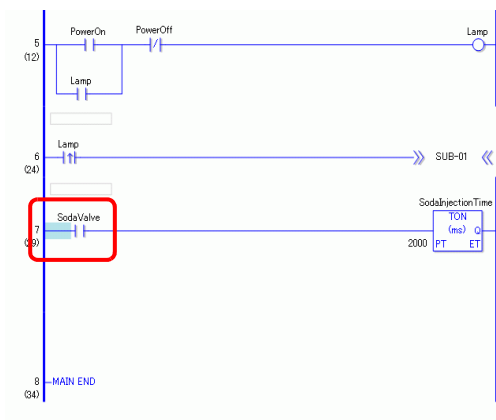 PowerOn PowerOff Lamp
5
(12)
Lamp
Lamp
6 SUB-01
(24)
SodaInjectionTime
SodaValve TON
7 (ms) Q
(29) 2000 PT ET
8 MAIN END
(34)